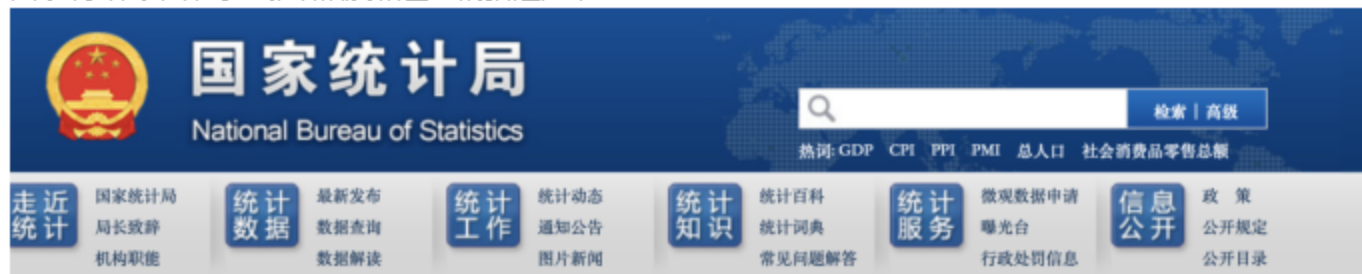 国家统计局
National Bureau of Statistics
检索 | 高级
热词: GDP CPI PPI PMI 总人口 社会消费品零售总额
走近统计
国家统计局
局长致辞
机构职能
统计数据
最新发布
数据查询
数据解读
统计工作
统计动态
通知公告
图片新闻
统计知识
统计百科
统计词典
常见问题解答
统计服务
微观数据申请
曝光台
行政处罚信息
信息公开
政 策
公开规定
公开目录